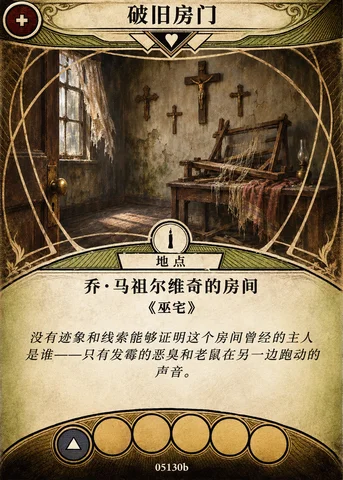 破旧房门
地点
乔·马祖尔维奇的房间
《巫宅》
没有迹象和线索能够证明这个房间曾经的主人
是谁——只有发霉的恶臭和老鼠在另一边跑动的
声音。
05130b